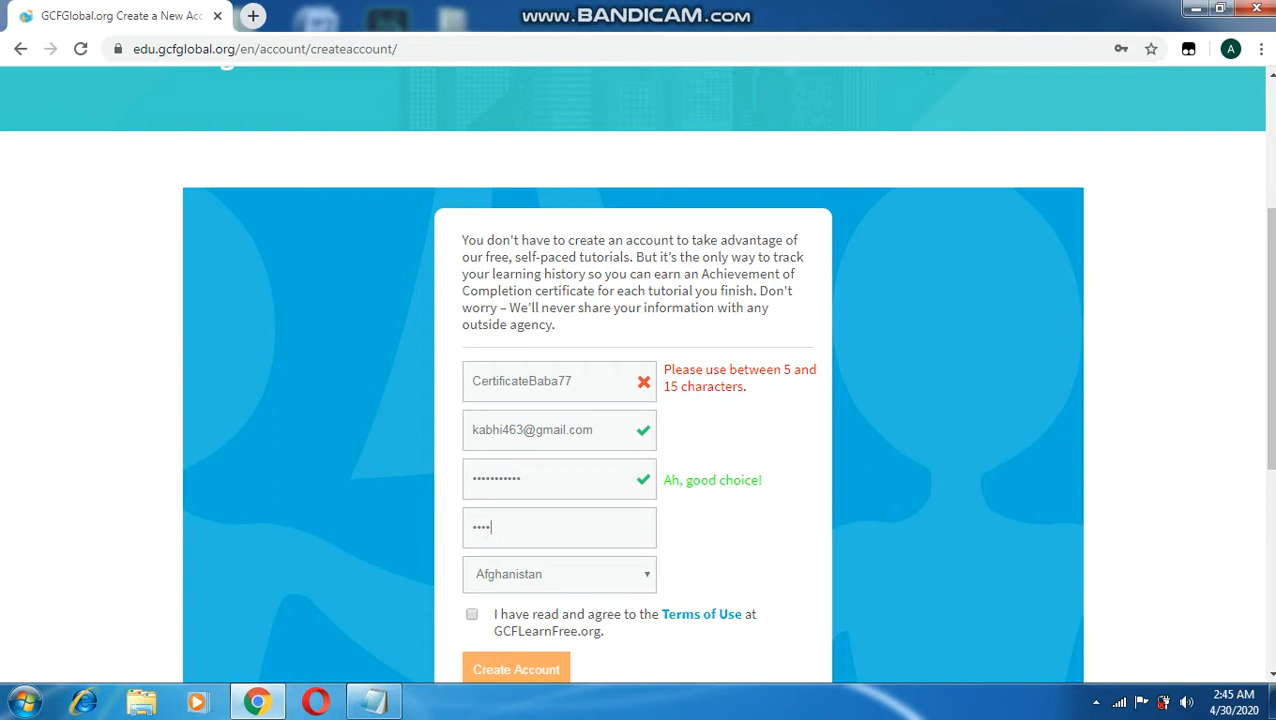 GCFGlobal.org Create a New Acc
www.BANDICAM.com
edu.gcfglobal.org/en/account/createaccount/
A
You don't have to create an account to take advantage of
our free, self-paced tutorials. But it's the only way to track
your learning history so you can earn an Achievement of
Completion certificate for each tutorial you finish. Don't
worry – We'll never share your information with any
outside agency.
CertificateBaba77
Please use between 5 and
15 characters.
kabhi463@gmail.com
•••••••••••
Ah, good choice!
••••
Afghanistan
I have read and agree to the Terms of Use at
GCFLearnFree.org.
Create Account
2:45 AM
4/30/2020